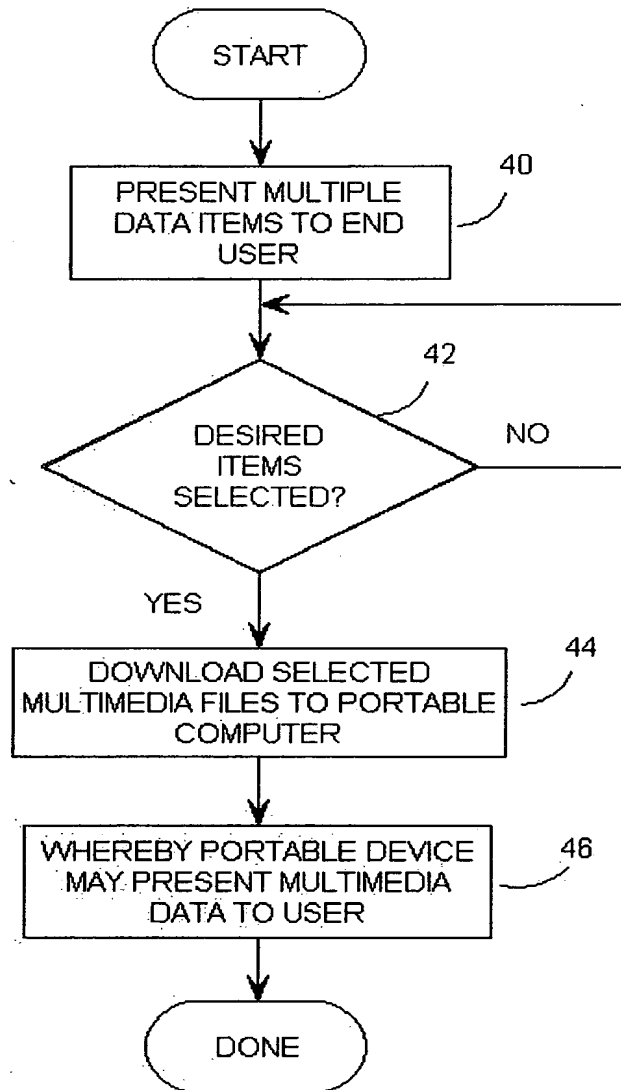 START
40
PRESENT MULTIPLE
DATA ITEMS TO END
USER
42
DESIRED
ITEMS
SELECTED?
NO
YES
44
DOWNLOAD SELECTED
MULTIMEDIA FILES TO PORTABLE
COMPUTER
46
WHEREBY PORTABLE DEVICE
MAY PRESENT MULTIMEDIA
DATA TO USER
DONE